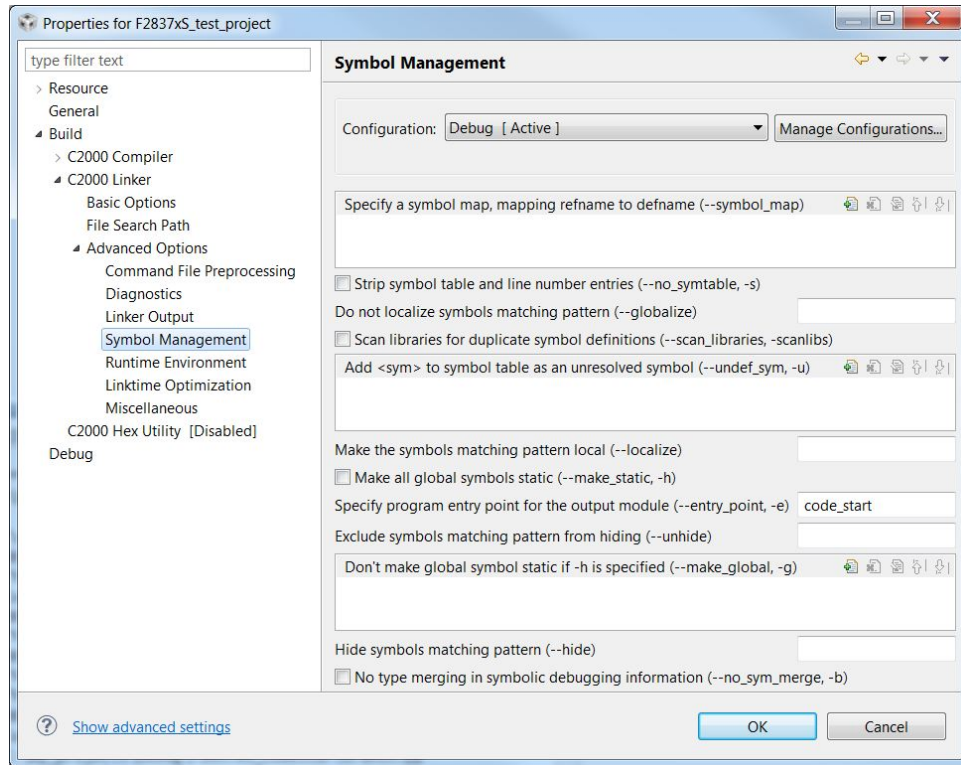 Properties for F2837xS_test_project
type filter text
Resource
General
Build
C2000 Compiler
C2000 Linker
Basic Options
File Search Path
Advanced Options
Command File Preprocessing
Diagnostics
Linker Output
Symbol Management
Runtime Environment
Linktime Optimization
Miscellaneous
C2000 Hex Utility [Disabled]
Debug
Symbol Management
Configuration: Debug [ Active ] Manage Configurations...
Specify a symbol map, mapping refname to defname (--symbol_map)
Strip symbol table and line number entries (--no_symtable, -s)
Do not localize symbols matching pattern (--globalize)
Scan libraries for duplicate symbol definitions (--scan_libraries, -scanlibs)
Add <sym> to symbol table as an unresolved symbol (--undef_sym, -u)
Make the symbols matching pattern local (--localize)
Make all global symbols static (--make_static, -h)
Specify program entry point for the output module (--entry_point, -e) code_start
Exclude symbols matching pattern from hiding (--unhide)
Don't make global symbol static if -h is specified (--make_global, -g)
Hide symbols matching pattern (--hide)
No type merging in symbolic debugging information (--no_sym_merge, -b)
Show advanced settings
OK Cancel